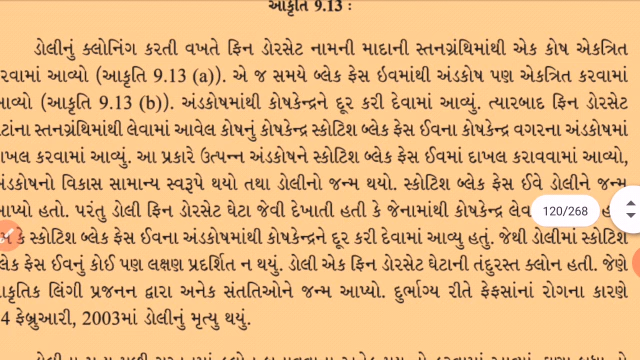 આકૃતિ 9.13 :
ડોલીનું ક્લોનિંગ કરતી વખતે ફિન ડોરસેટ નામની માદાની સ્તનગ્રંથિમાંથી એક કોષ એકત્રિત
રવામાં આવ્યો (આકૃતિ 9.13 (a)). એ જ સમયે બ્લેક ફેસ ઇવમાંથી અંડકોષ પણ એકત્રિત કરવામાં
આવ્યો (આકૃતિ 9.13 (b)). અંડકોષમાંથી કોષકેન્દ્રને દૂર કરી દેવામાં આવ્યું. ત્યારબાદ ફિન ડોરસેટ
ટાંના સ્તનગ્રંથિમાંથી લેવામાં આવેલ કોષનું કોષકેન્દ્ર સ્કોટિશ બ્લેક ફેસ ઈવના કોષકેન્દ્ર વગરના અંડકોષમાં
ાખલ કરવામાં આવ્યું. આ પ્રકારે ઉત્પન્ન અંડકોષને સ્કોટિશ બ્લેક ફેસ ઈવમાં દાખલ કરાવવામાં આવ્યો,
અંડકોષનો વિકાસ સામાન્ય સ્વરૂપે થયો તથા ડોલીનો જન્મ થયો. સ્કોટિશ બ્લેક ફેસ ઈવે ડોલીને જન્મ
આપ્યો હતો. પરંતુ ડોલી ફિન ડોરસેટ ઘેટા જેવી દેખાતી હતી કે જેનામાંથી કોષકેન્દ્ર લેવ 120/268
કે સ્કોટિશ બ્લેક ફેસ ઈવના અંડકોષમાંથી કોષકેન્દ્રને દૂર કરી દેવામાં આવ્યુ હતું. જેથી ડોલીમાં સ્કોટિશ
લેક ફેસ ઈવનું કોઈ પણ લક્ષણ પ્રદર્શિત ન થયું. ડોલી એક ફિન ડોરસેટ ઘેટાની તંદુરસ્ત ક્લોન હતી. જેણે
ાકૃતિક લિંગી પ્રજનન દ્વારા અનેક સંતતિઓને જન્મ આપ્યો. દુર્ભાગ્ય રીતે ફેફસાંનાં રોગના કારણે
4 ફેબ્રુઆરી, 2003માં ડોલીનું મૃત્યુ થયું.